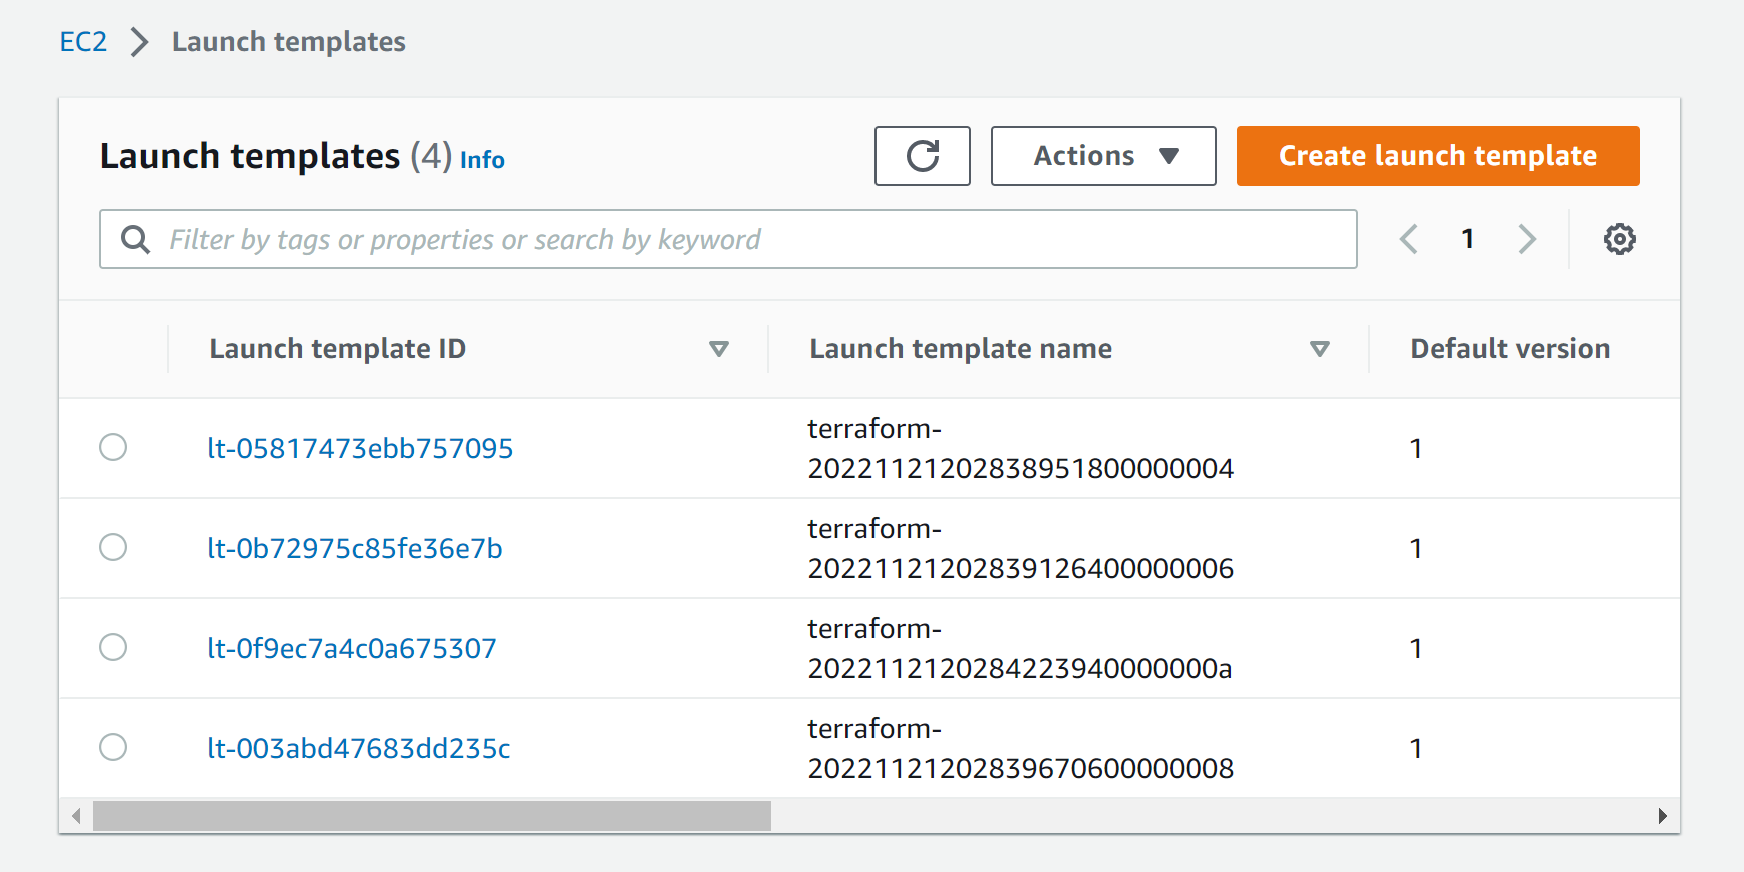 EC2 > Launch templates
Launch templates (4) Info
Actions
Create launch template
Filter by tags or properties or search by keyword
1
Launch template ID
Launch template name
Default version
lt-05817473ebb757095
terraform-
20221121202838951800000004
1
lt-0b72975c85fe36e7b
terraform-
20221121202839126400000006
1
lt-0f9ec7a4c0a675307
terraform-
2022112120284223940000000a
1
lt-003abd47683dd235c
terraform-
20221121202839670600000008
1